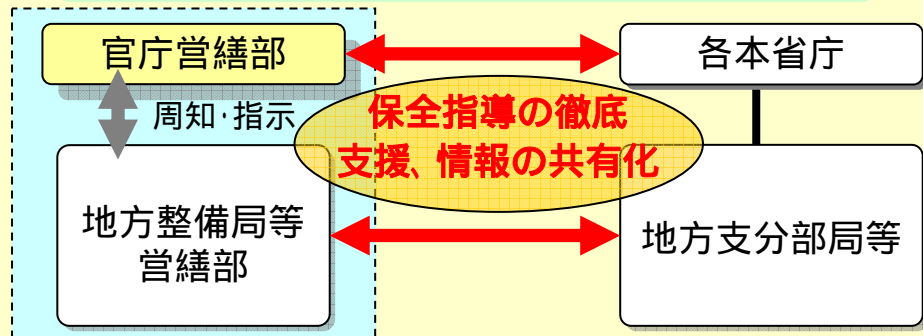 官庁営繕部
各本省庁
周知・指示
保全指導の徹底
支援、情報の共有化
地方整備局等
営繕部
地方支分部局等